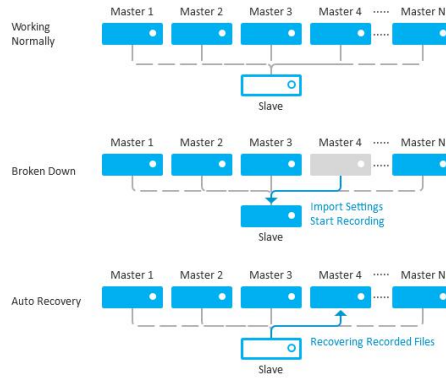 Working
Normally
Master 1 Master 2 Master 3 Master 4 ····· Master N
Slave
Broken Down
Master 1 Master 2 Master 3 Master 4 ····· Master N
Import Settings
Start Recording
Slave
Auto Recovery
Master 1 Master 2 Master 3 Master 4 ····· Master N
Recovering Recorded Files
Slave